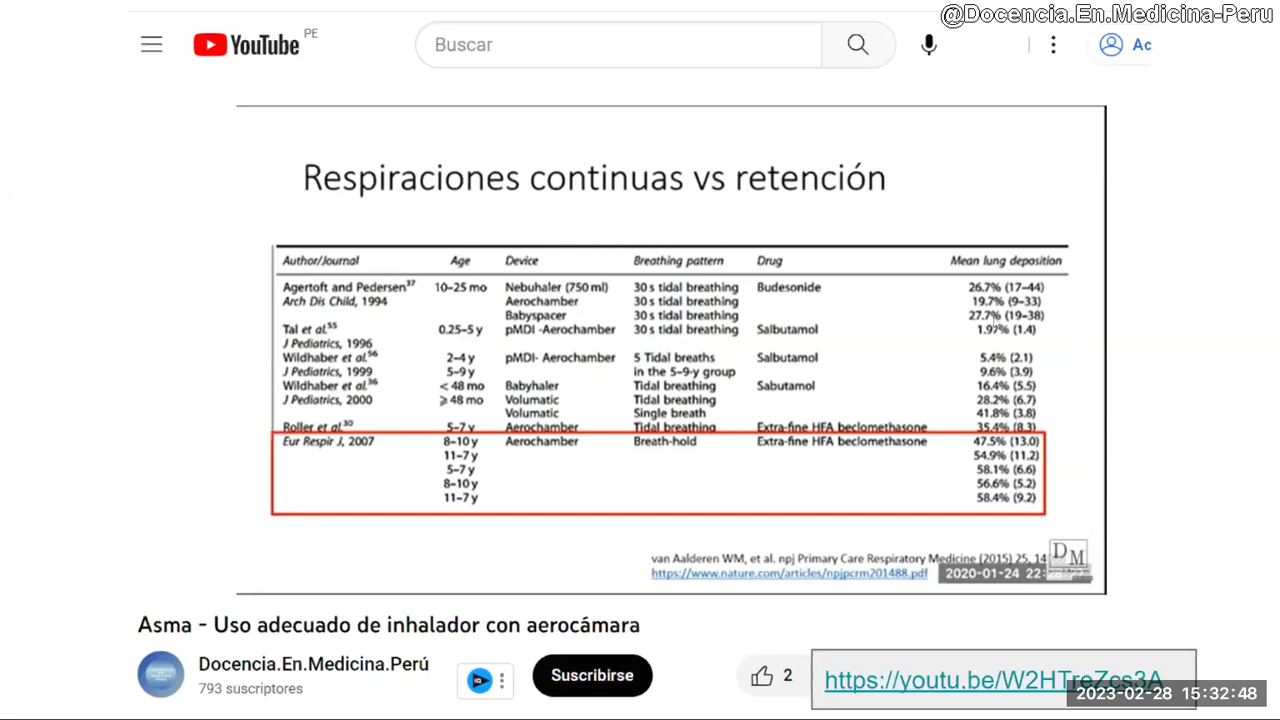 @Docencia.En.Medicina-Peru
YouTube PE
Buscar
Ac
Respiraciones continuas vs retención
Author/Journal Age Device Breathing pattern Drug Mean lung deposition
Agertoft and Pedersen37 10–25 mo Nebuhaler (750 ml) 30 s tidal breathing Budesonide 26.7% (17–44)
Arch Dis Child, 1994 Aerochamber 30 s tidal breathing 19.7% (9–33)
Babyspacer 30 s tidal breathing 27.7% (19–38)
Tal et al.55 0.25–5 y pMDI -Aerochamber 30 s tidal breathing Salbutamol 1.97% (1.4)
J Pediatrics, 1996
Wildhaber et al.56 2–4 y pMDI- Aerochamber 5 Tidal breaths Salbutamol 5.4% (2.1)
J Pediatrics, 1999 5–9 y in the 5–9-y group 9.6% (3.9)
Wildhaber et al.36 < 48 mo Babyhaler Tidal breathing Sabutamol 16.4% (5.5)
J Pediatrics, 2000 ⩾ 48 mo Volumatic Tidal breathing 28.2% (6.7)
Volumatic Single breath 41.8% (3.8)
Roller et al.30 5–7 y Aerochamber Tidal breathing Extra-fine HFA beclomethasone 35.4% (8.3)
Eur Respir J, 2007 8–10 y Aerochamber Breath-hold Extra-fine HFA beclomethasone 47.5% (13.0)
11–7 y 54.9% (11.2)
5–7 y 58.1% (6.6)
8–10 y 56.6% (5.2)
11–7 y 58.4% (9.2)
van Aalderen WM, et al. npj Primary Care Respiratory Medicine (2015) 25, 14
https://www.nature.com/articles/npjpcrm201488.pdf
DM
2020-01-24 22:
Asma - Uso adecuado de inhalador con aerocámara
Docencia.En.Medicina.Perú
793 suscriptores
Suscribirse
2
https://youtu.be/W2HTreZcs3A
2023-02-28 15:32:48